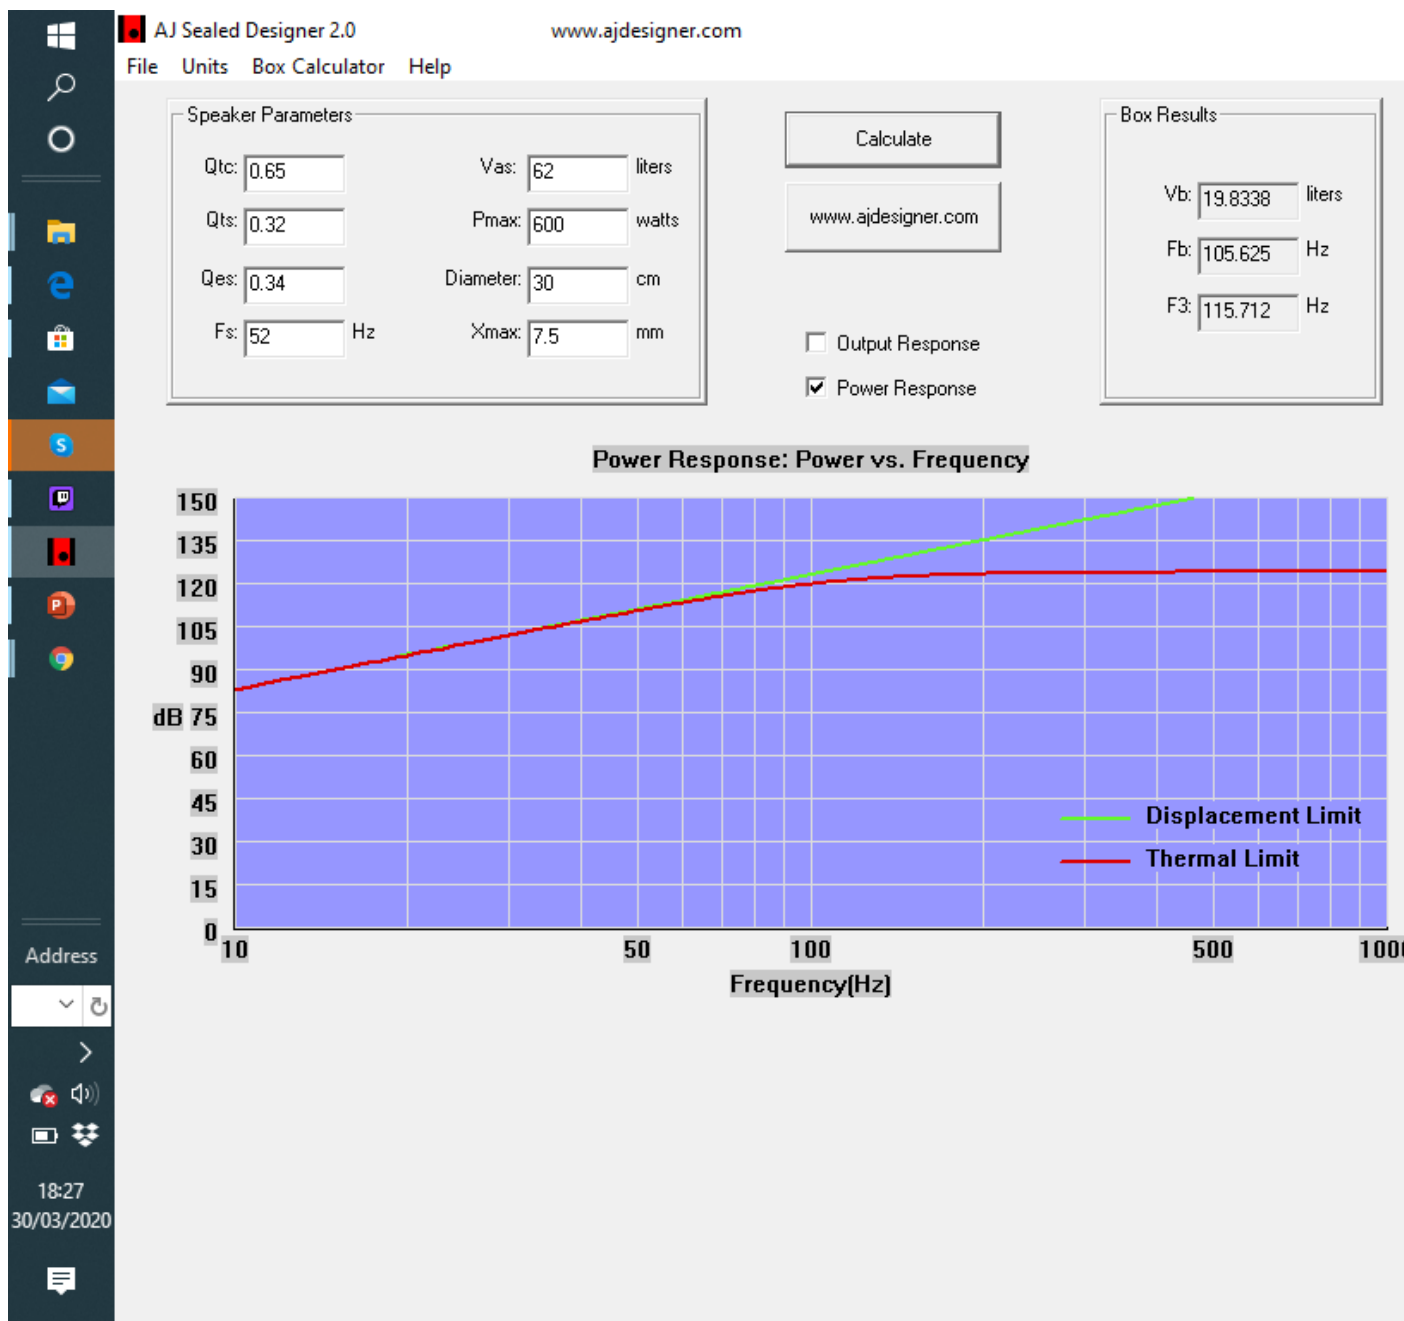 AJ Sealed Designer 2.0 www.ajdesigner.com
File Units Box Calculator Help
Speaker Parameters
Qtc: 0.65 Vas: 62 liters
Qts: 0.32 Pmax: 600 watts
Qes: 0.34 Diameter: 30 cm
Fs: 52 Hz Xmax: 7.5 mm
Calculate
www.ajdesigner.com
Output Response
Power Response
Box Results
Vb: 19.8338 liters
Fb: 105.625 Hz
F3: 115.712 Hz
Power Response: Power vs. Frequency
150
135
120
105
90
dB 75
60
45
30
15
0
Displacement Limit
Thermal Limit
10 50 100 500 100
Frequency(Hz)
Address
18:27
30/03/2020